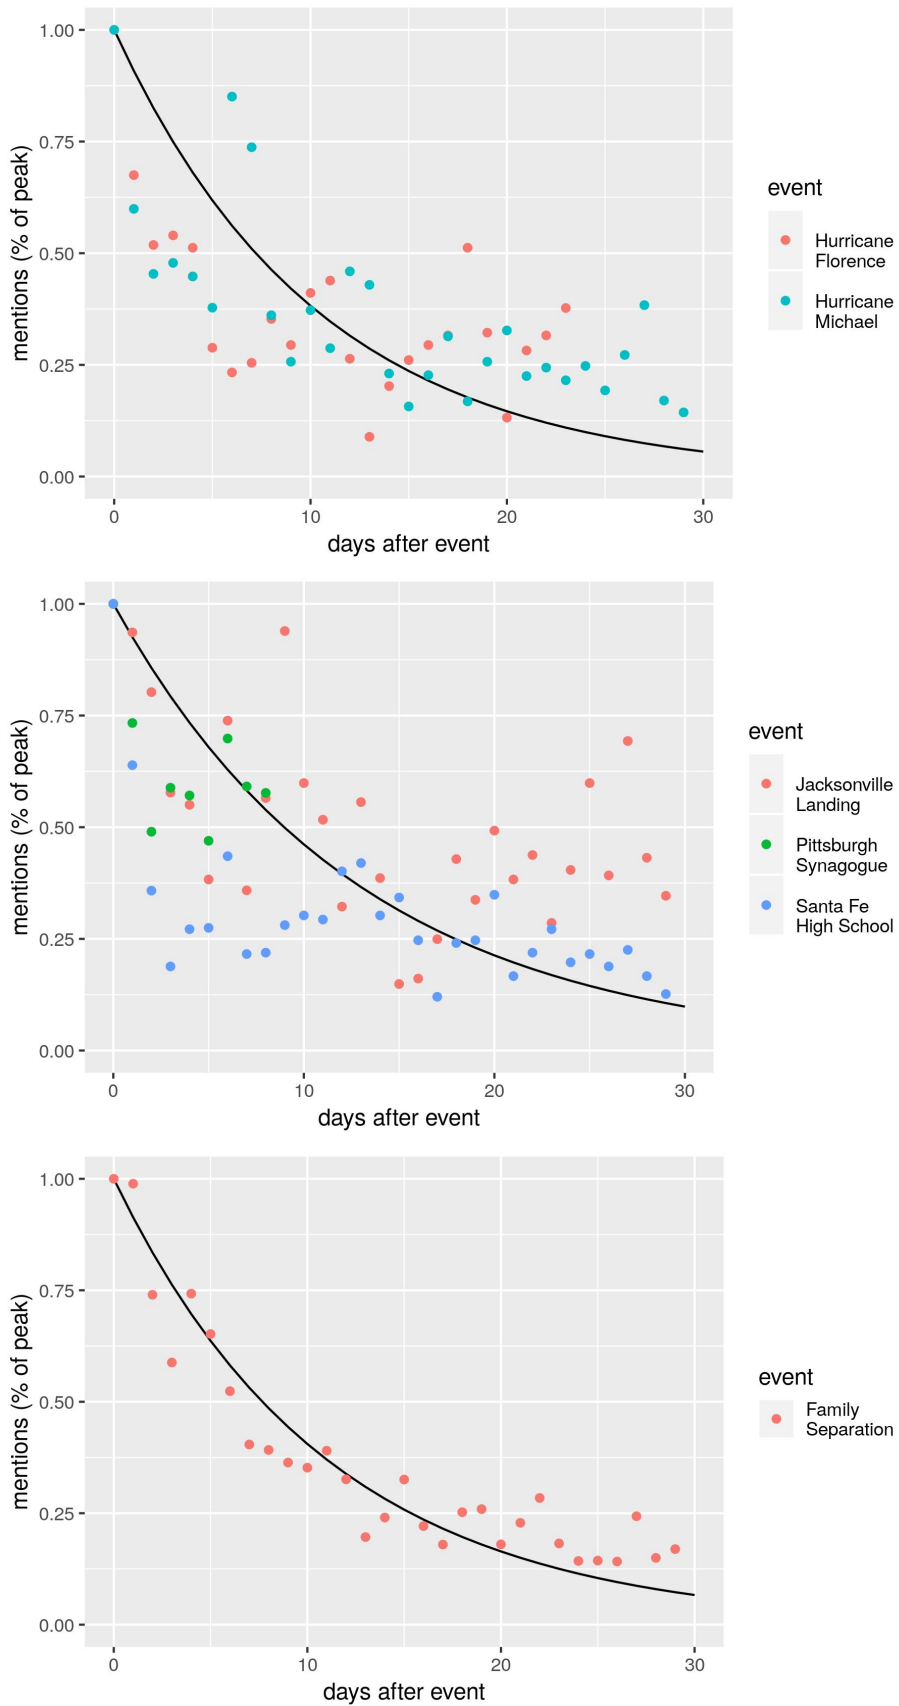 1.00
0.75
0.50
0.25
0.00
mentions (% of peak)
0 10 20 30
days after event
event
Hurricane
Florence
Hurricane
Michael
1.00
0.75
0.50
0.25
0.00
mentions (% of peak)
0 10 20 30
days after event
event
Jacksonville
Landing
Pittsburgh
Synagogue
Santa Fe
High School
1.00
0.75
0.50
0.25
0.00
mentions (% of peak)
0 10 20 30
days after event
event
Family
Separation